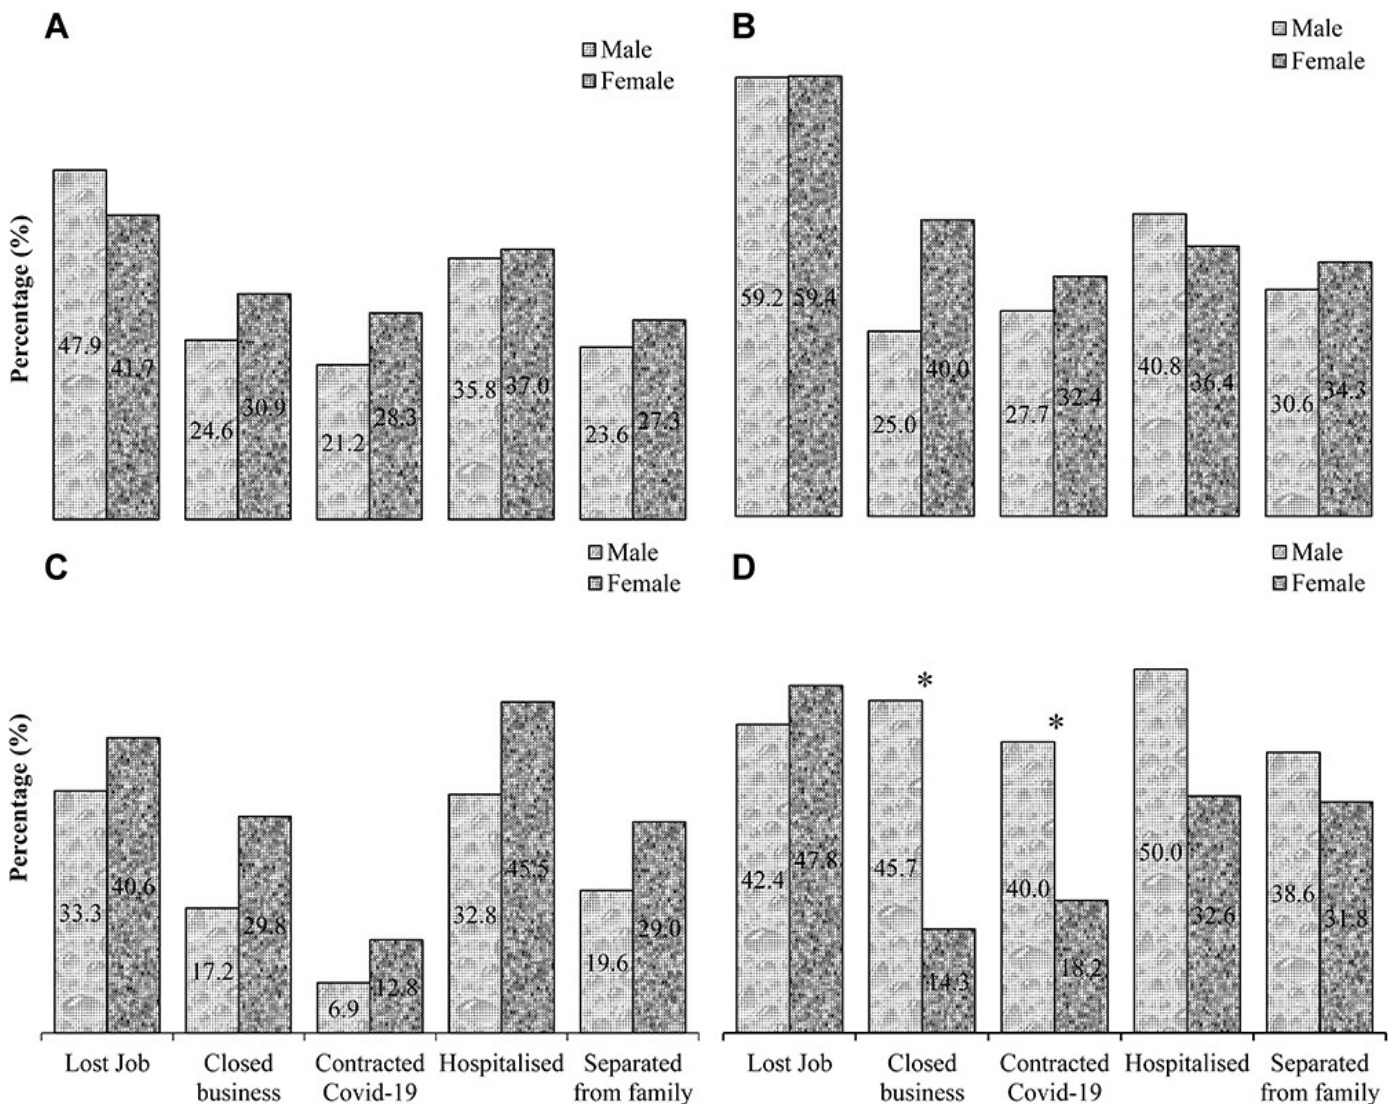 A
Male
Female
Percentage (%)
47.9
41.7
24.6
30.9
21.2
28.3
35.8
37.0
23.6
27.3
B
Male
Female
59.2
59.4
25.0
40.0
27.7
32.4
40.8
36.4
30.6
34.3
C
Male
Female
Percentage (%)
33.3
40.6
17.2
29.8
6.9
12.8
32.8
45.5
19.6
29.0
Lost Job
Closed
business
Contracted
Covid-19
Hospitalised
Separated
from family
D
Male
Female
42.4
47.8
45.7
*
14.3
40.0
*
18.2
50.0
32.6
38.6
31.8
Lost Job
Closed
business
Contracted
Covid-19
Hospitalised
Separated
from family